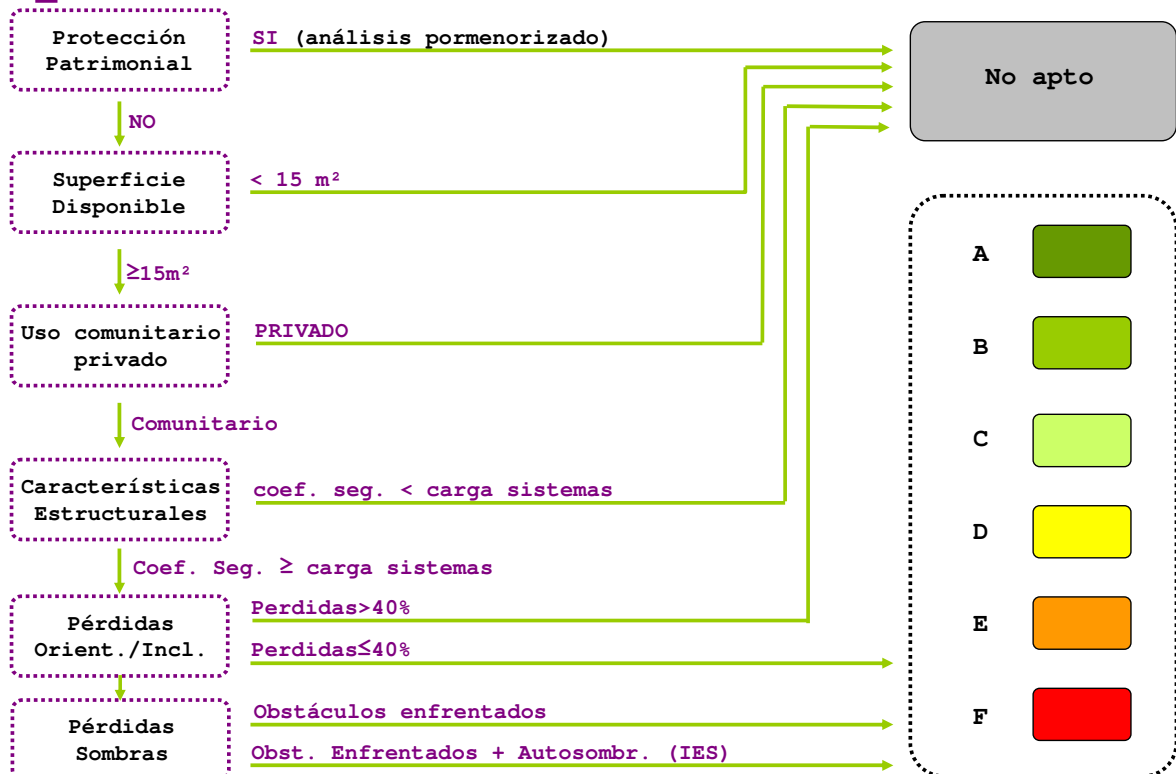 Protección
Patrimonial
SI (análisis pormenorizado)
No apto
NO
Superficie
Disponible
< 15 m²
≥15m²
Uso comunitario
privado
PRIVADO
Comunitario
Características
Estructurales
coef. seg. < carga sistemas
Coef. Seg. ≥ carga sistemas
Pérdidas
Orient./Incl.
Perdidas>40%
Perdidas≤40%
Pérdidas
Sombras
Obstáculos enfrentados
Obst. Enfrentados + Autosombr. (IES)
A
B
C
D
E
F